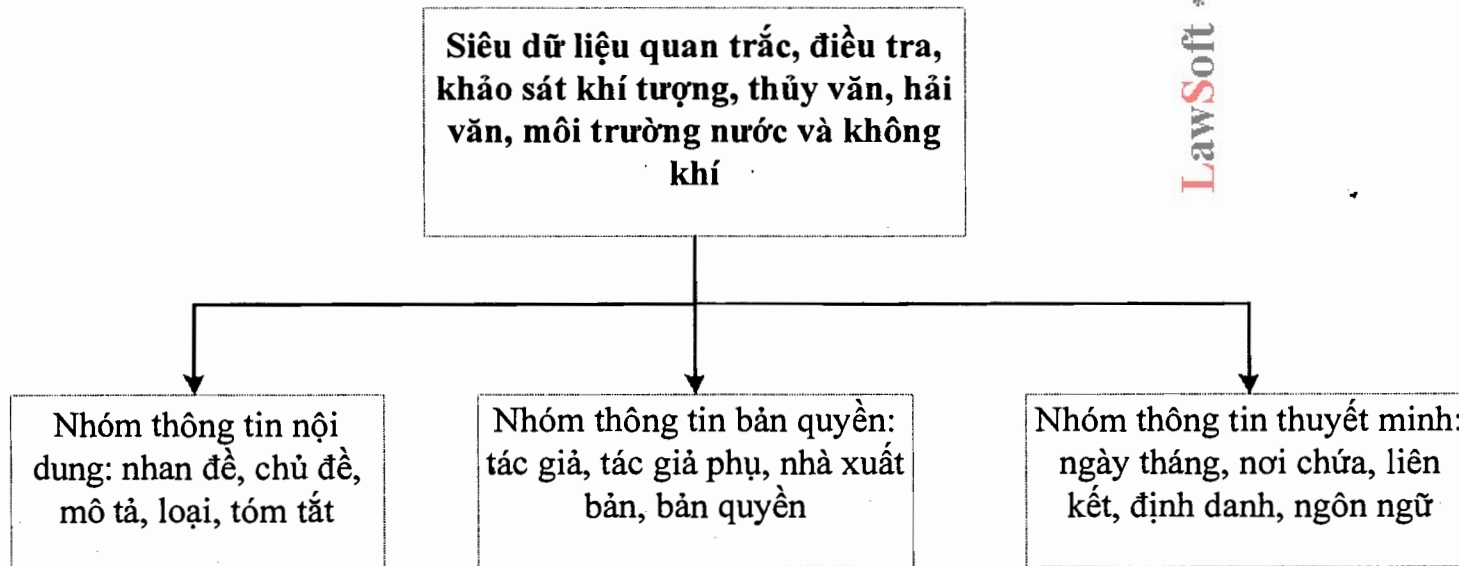 Siêu dữ liệu quan trắc, điều tra,
khảo sát khí tượng, thủy văn, hải
văn, môi trường nước và không
khí
LawSoft *
Nhóm thông tin nội
dung: nhan đề, chủ đề,
mô tả, loại, tóm tắt
Nhóm thông tin bản quyền:
tác giả, tác giả phụ, nhà xuất
bản, bản quyền
Nhóm thông tin thuyết minh:
ngày tháng, nơi chứa, liên
kết, định danh, ngôn ngữ